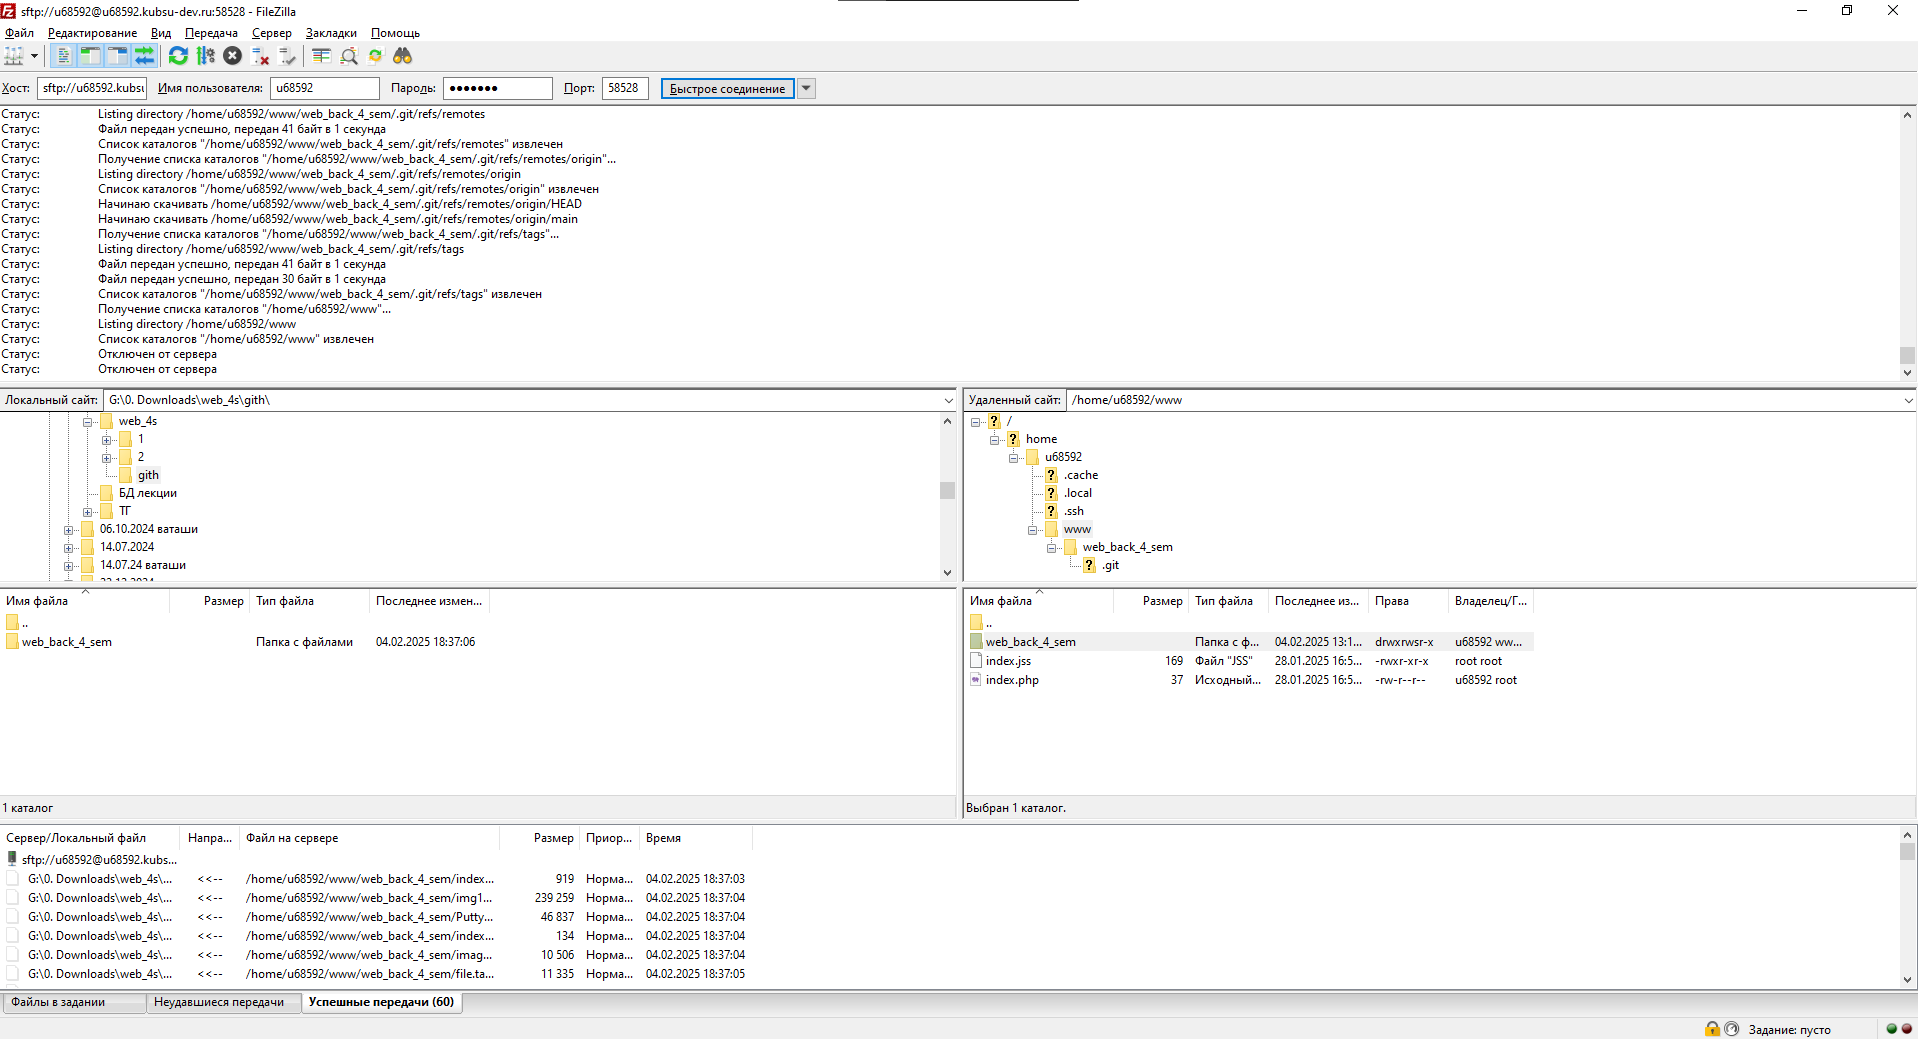 sftp://u68592@u68592.kubsu-dev.ru:58528 - FileZilla
Файл Редактирование Вид Передача Сервер Закладки Помощь
Хост: sftp://u68592.kubsu Имя пользователя: u68592 Пароль: ●●●●●●● Порт: 58528 Быстрое соединение
Статус: Listing directory /home/u68592/www/web_back_4_sem/.git/refs/remotes
Статус: Файл передан успешно, передан 41 байт в 1 секунда
Статус: Список каталогов "/home/u68592/www/web_back_4_sem/.git/refs/remotes" извлечен
Статус: Получение списка каталогов "/home/u68592/www/web_back_4_sem/.git/refs/remotes/origin"...
Статус: Listing directory /home/u68592/www/web_back_4_sem/.git/refs/remotes/origin
Статус: Список каталогов "/home/u68592/www/web_back_4_sem/.git/refs/remotes/origin" извлечен
Статус: Начинаю скачивать /home/u68592/www/web_back_4_sem/.git/refs/remotes/origin/HEAD
Статус: Начинаю скачивать /home/u68592/www/web_back_4_sem/.git/refs/remotes/origin/main
Статус: Получение списка каталогов "/home/u68592/www/web_back_4_sem/.git/refs/tags"...
Статус: Listing directory /home/u68592/www/web_back_4_sem/.git/refs/tags
Статус: Файл передан успешно, передан 41 байт в 1 секунда
Статус: Файл передан успешно, передан 30 байт в 1 секунда
Статус: Список каталогов "/home/u68592/www/web_back_4_sem/.git/refs/tags" извлечен
Статус: Получение списка каталогов "/home/u68592/www"...
Статус: Listing directory /home/u68592/www
Статус: Список каталогов "/home/u68592/www" извлечен
Статус: Отключен от сервера
Статус: Отключен от сервера
Локальный сайт: G:\0. Downloads\web_4s\gith\
web_4s
1
2
gith
БД лекции
ТГ
06.10.2024 ваташи
14.07.2024
14.07.24 ваташи
Удаленный сайт: /home/u68592/www
/
home
u68592
.cache
.local
.ssh
www
web_back_4_sem
.git
Имя файла Размер Тип файла Последнее измен...
..
web_back_4_sem Папка с файлами 04.02.2025 18:37:06
1 каталог
Имя файла Размер Тип файла Последнее из... Права Владелец/Г...
..
web_back_4_sem Папка с ф... 04.02.2025 13:1... drwxrwsr-x u68592 ww...
index.jss 169 Файл "JSS" 28.01.2025 16:5... -rwxr-xr-x root root
index.php 37 Исходный... 28.01.2025 16:5... -rw-r--r-- u68592 root
Выбран 1 каталог.
Сервер/Локальный файл Напра... Файл на сервере Размер Приор... Время
sftp://u68592@u68592.kubs...
G:\0. Downloads\web_4s\... <<-- /home/u68592/www/web_back_4_sem/index... 919 Норма... 04.02.2025 18:37:03
G:\0. Downloads\web_4s\... <<-- /home/u68592/www/web_back_4_sem/img1... 239 259 Норма... 04.02.2025 18:37:04
G:\0. Downloads\web_4s\... <<-- /home/u68592/www/web_back_4_sem/Putty... 46 837 Норма... 04.02.2025 18:37:04
G:\0. Downloads\web_4s\... <<-- /home/u68592/www/web_back_4_sem/index... 134 Норма... 04.02.2025 18:37:04
G:\0. Downloads\web_4s\... <<-- /home/u68592/www/web_back_4_sem/imag... 10 506 Норма... 04.02.2025 18:37:04
G:\0. Downloads\web_4s\... <<-- /home/u68592/www/web_back_4_sem/file.ta... 11 335 Норма... 04.02.2025 18:37:05
Файлы в задании Неудавшиеся передачи Успешные передачи (60)
Задание: пусто